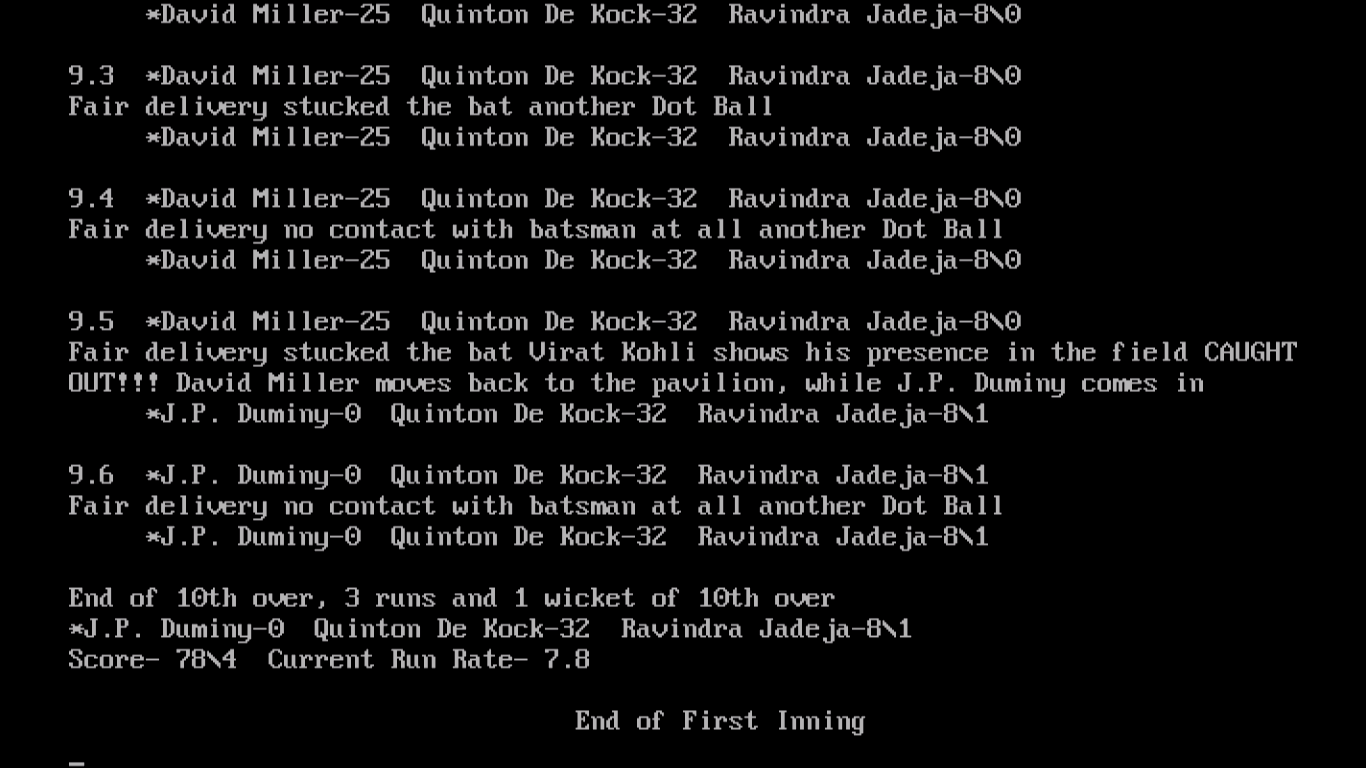 *David Miller-25  Quinton De Kock-32  Ravindra Jadeja-8\0
9.3  *David Miller-25  Quinton De Kock-32  Ravindra Jadeja-8\0
Fair delivery stucked the bat another Dot Ball
*David Miller-25  Quinton De Kock-32  Ravindra Jadeja-8\0
9.4  *David Miller-25  Quinton De Kock-32  Ravindra Jadeja-8\0
Fair delivery no contact with batsman at all another Dot Ball
*David Miller-25  Quinton De Kock-32  Ravindra Jadeja-8\0
9.5  *David Miller-25  Quinton De Kock-32  Ravindra Jadeja-8\0
Fair delivery stucked the bat Virat Kohli shows his presence in the field CAUGHT
OUT!!! David Miller moves back to the pavilion, while J.P. Duminy comes in
*J.P. Duminy-0  Quinton De Kock-32  Ravindra Jadeja-8\1
9.6  *J.P. Duminy-0  Quinton De Kock-32  Ravindra Jadeja-8\1
Fair delivery no contact with batsman at all another Dot Ball
*J.P. Duminy-0  Quinton De Kock-32  Ravindra Jadeja-8\1
End of 10th over, 3 runs and 1 wicket of 10th over
*J.P. Duminy-0  Quinton De Kock-32  Ravindra Jadeja-8\1
Score- 78\4  Current Run Rate- 7.8
End of First Inning